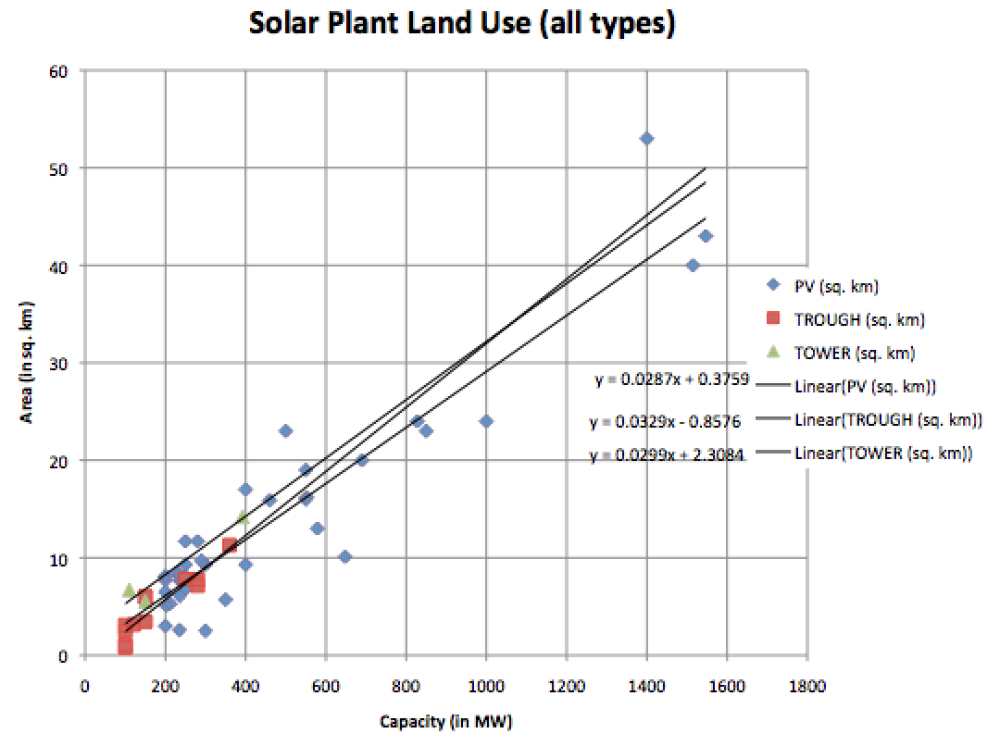 Solar Plant Land Use (all types)
60
50
40
30
20
10
0
Area (in sq. km)
0 200 400 600 800 1000 1200 1400 1600 1800
Capacity (in MW)
PV (sq. km)
TROUGH (sq. km)
TOWER (sq. km)
y = 0.0287x + 0.3759 Linear(PV (sq. km))
y = 0.0329x - 0.8576 Linear(TROUGH (sq. km))
y = 0.0299x + 2.3084 Linear(TOWER (sq. km))